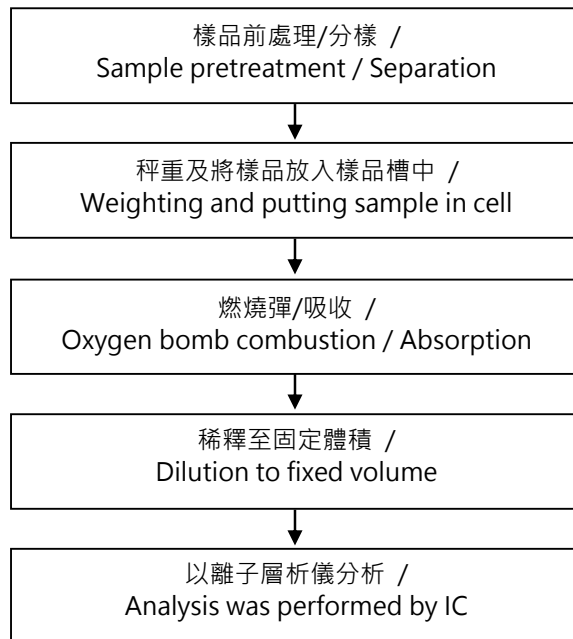 樣品前處理/分樣 /
Sample pretreatment / Separation
秤重及將樣品放入樣品槽中 /
Weighting and putting sample in cell
燃燒彈/吸收 /
Oxygen bomb combustion / Absorption
稀釋至固定體積 /
Dilution to fixed volume
以離子層析儀分析 /
Analysis was performed by IC